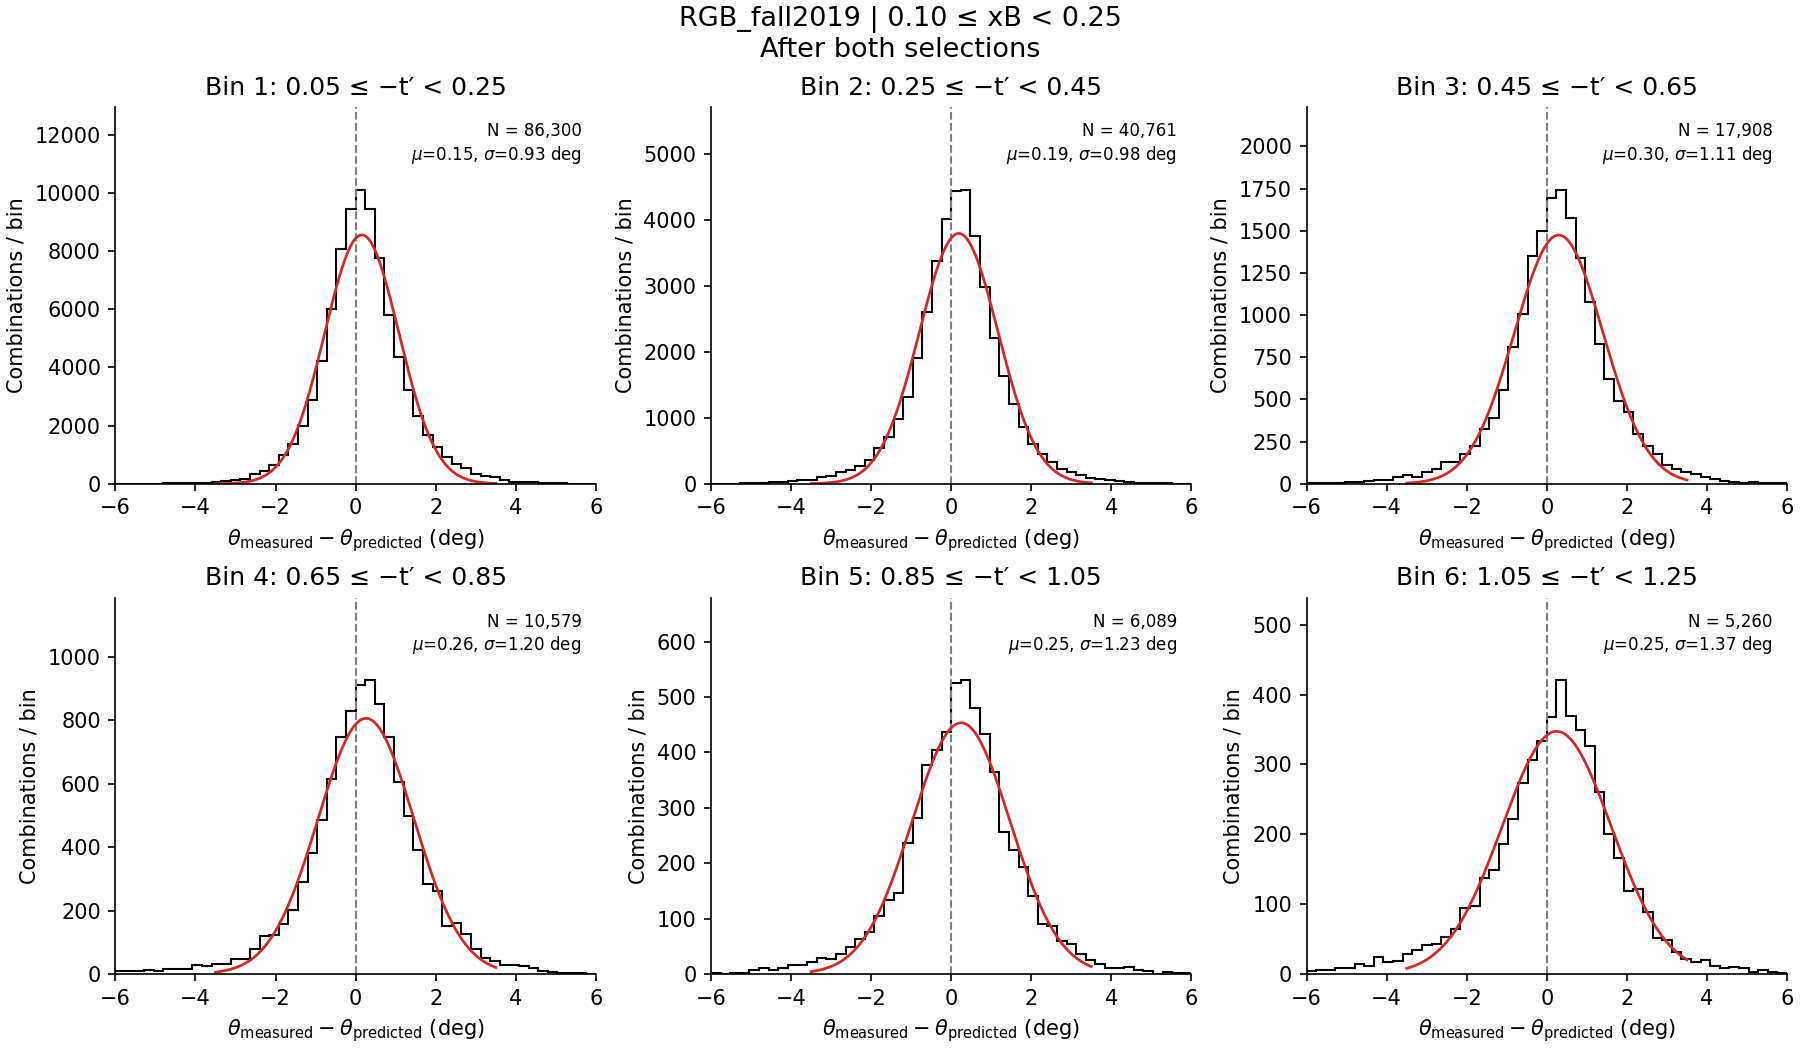 RGB_fall2019 | 0.10 ≤ xB < 0.25
After both selections
Bin 1: 0.05 ≤ −t′ < 0.25
N = 86,300
μ=0.15, σ=0.93 deg
Combinations / bin
12000
10000
8000
6000
4000
2000
0
−6 −4 −2 0 2 4 6
θmeasured − θpredicted (deg)
Bin 2: 0.25 ≤ −t′ < 0.45
N = 40,761
μ=0.19, σ=0.98 deg
Combinations / bin
5000
4000
3000
2000
1000
0
−6 −4 −2 0 2 4 6
θmeasured − θpredicted (deg)
Bin 3: 0.45 ≤ −t′ < 0.65
N = 17,908
μ=0.30, σ=1.11 deg
Combinations / bin
2000
1750
1500
1250
1000
750
500
250
0
−6 −4 −2 0 2 4 6
θmeasured − θpredicted (deg)
Bin 4: 0.65 ≤ −t′ < 0.85
N = 10,579
μ=0.26, σ=1.20 deg
Combinations / bin
1000
800
600
400
200
0
−6 −4 −2 0 2 4 6
θmeasured − θpredicted (deg)
Bin 5: 0.85 ≤ −t′ < 1.05
N = 6,089
μ=0.25, σ=1.23 deg
Combinations / bin
600
500
400
300
200
100
0
−6 −4 −2 0 2 4 6
θmeasured − θpredicted (deg)
Bin 6: 1.05 ≤ −t′ < 1.25
N = 5,260
μ=0.25, σ=1.37 deg
Combinations / bin
500
400
300
200
100
0
−6 −4 −2 0 2 4 6
θmeasured − θpredicted (deg)